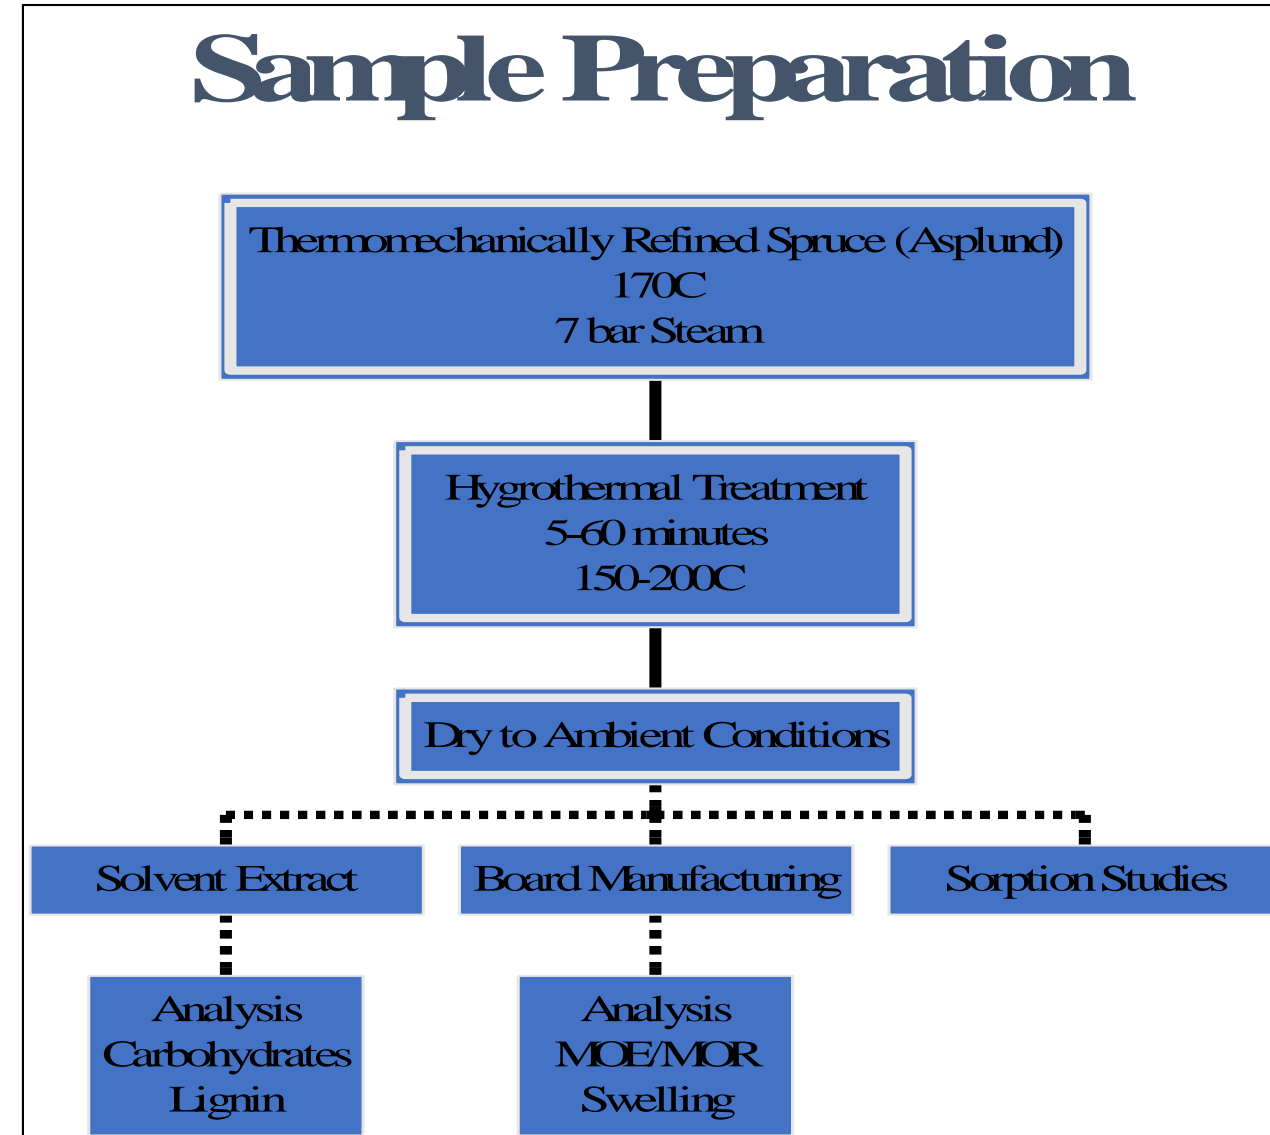 Sample Preparation
Thermomechanically Refined Spruce (Asplund)
170C
7 bar Steam
Hygrothermal Treatment
5-60 minutes
150-200C
Dry to Ambient Conditions
Solvent Extract
Board Manufacturing
Sorption Studies
Analysis
Carbohydrates
Lignin
Analysis
MOE/MOR
Swelling